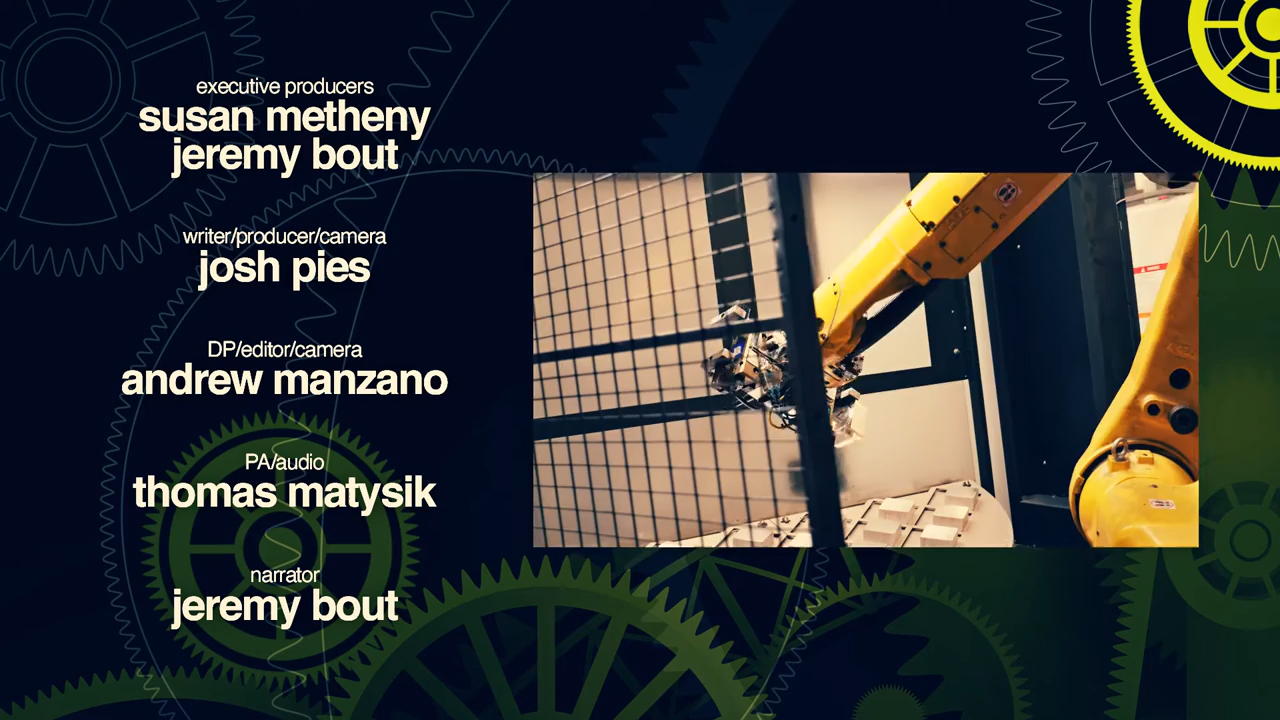 executive producers
susan metheny
jeremy bout
writer/producer/camera
josh pies
DP/editor/camera
andrew manzano
PA/audio
thomas matysik
narrator
jeremy bout